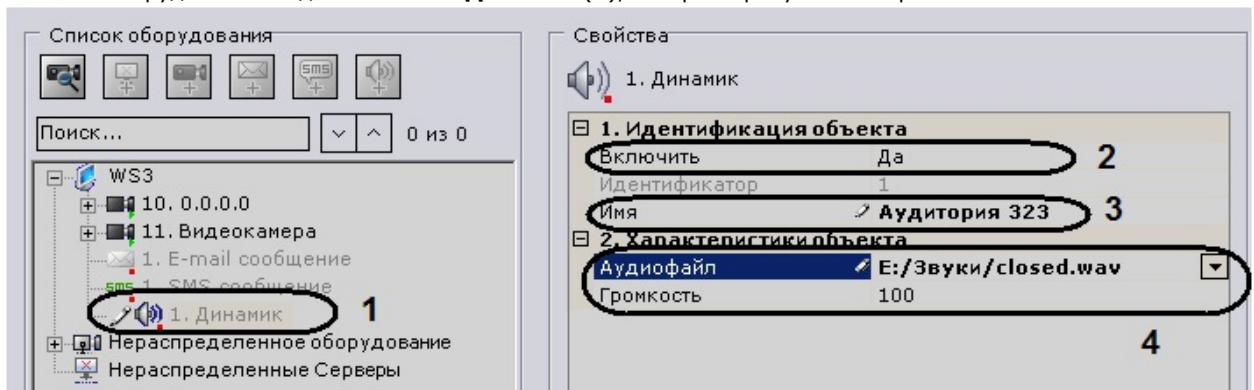 Список оборудования
Поиск...
0 из 0
WS3
10. 0.0.0.0
11. Видеокамера
1. E-mail сообщение
sms 1. SMS сообщение
1. Динамик
1
Нераспределенное оборудование
Нераспределенные Серверы
Свойства
1. Динамик
1. Идентификация объекта
Включить Да 2
Идентификатор 1
Имя Аудитория 323 3
2. Характеристики объекта
Аудиофайл E:/Звуки/closed.wav
Громкость 100
4